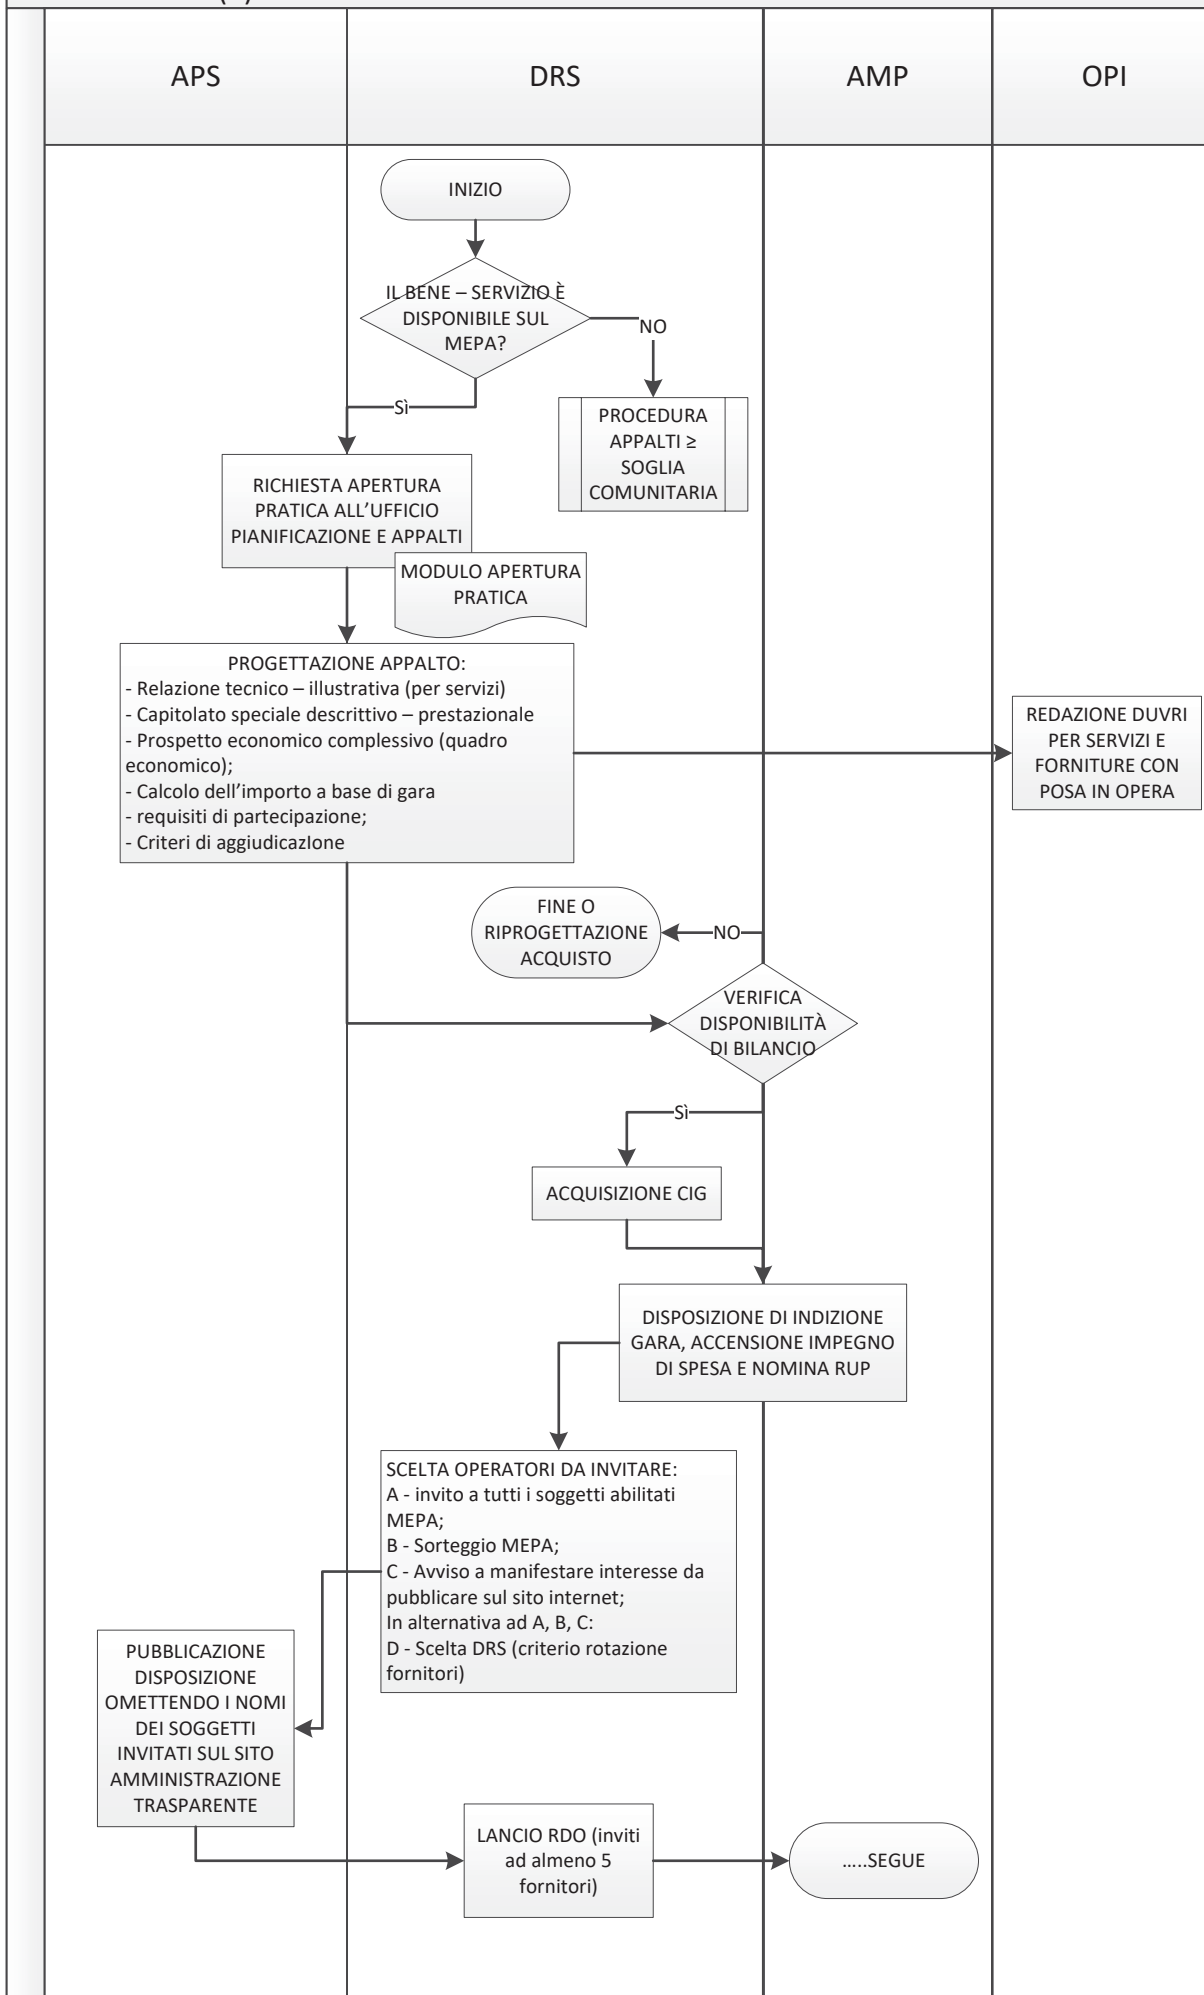 APS
DRS
AMP
OPI
INIZIO
IL BENE – SERVIZIO È
DISPONIBILE SUL
MEPA?
NO
Sì
PROCEDURA
APPALTI ≥
SOGLIA
COMUNITARIA
RICHIESTA APERTURA
PRATICA ALL’UFFICIO
PIANIFICAZIONE E APPALTI
MODULO APERTURA
PRATICA
PROGETTAZIONE APPALTO:
- Relazione tecnico – illustrativa (per servizi)
- Capitolato speciale descrittivo – prestazionale
- Prospetto economico complessivo (quadro
economico);
- Calcolo dell’importo a base di gara
- requisiti di partecipazione;
- Criteri di aggiudicazIone
REDAZIONE DUVRI
PER SERVIZI E
FORNITURE CON
POSA IN OPERA
FINE O
RIPROGETTAZIONE
ACQUISTO
NO
VERIFICA
DISPONIBILITÀ
DI BILANCIO
Sì
ACQUISIZIONE CIG
DISPOSIZIONE DI INDIZIONE
GARA, ACCENSIONE IMPEGNO
DI SPESA E NOMINA RUP
SCELTA OPERATORI DA INVITARE:
A - invito a tutti i soggetti abilitati
MEPA;
B - Sorteggio MEPA;
C - Avviso a manifestare interesse da
pubblicare sul sito internet;
In alternativa ad A, B, C:
D - Scelta DRS (criterio rotazione
fornitori)
PUBBLICAZIONE
DISPOSIZIONE
OMETTENDO I NOMI
DEI SOGGETTI
INVITATI SUL SITO
AMMINISTRAZIONE
TRASPARENTE
LANCIO RDO (inviti
ad almeno 5
fornitori)
…..SEGUE